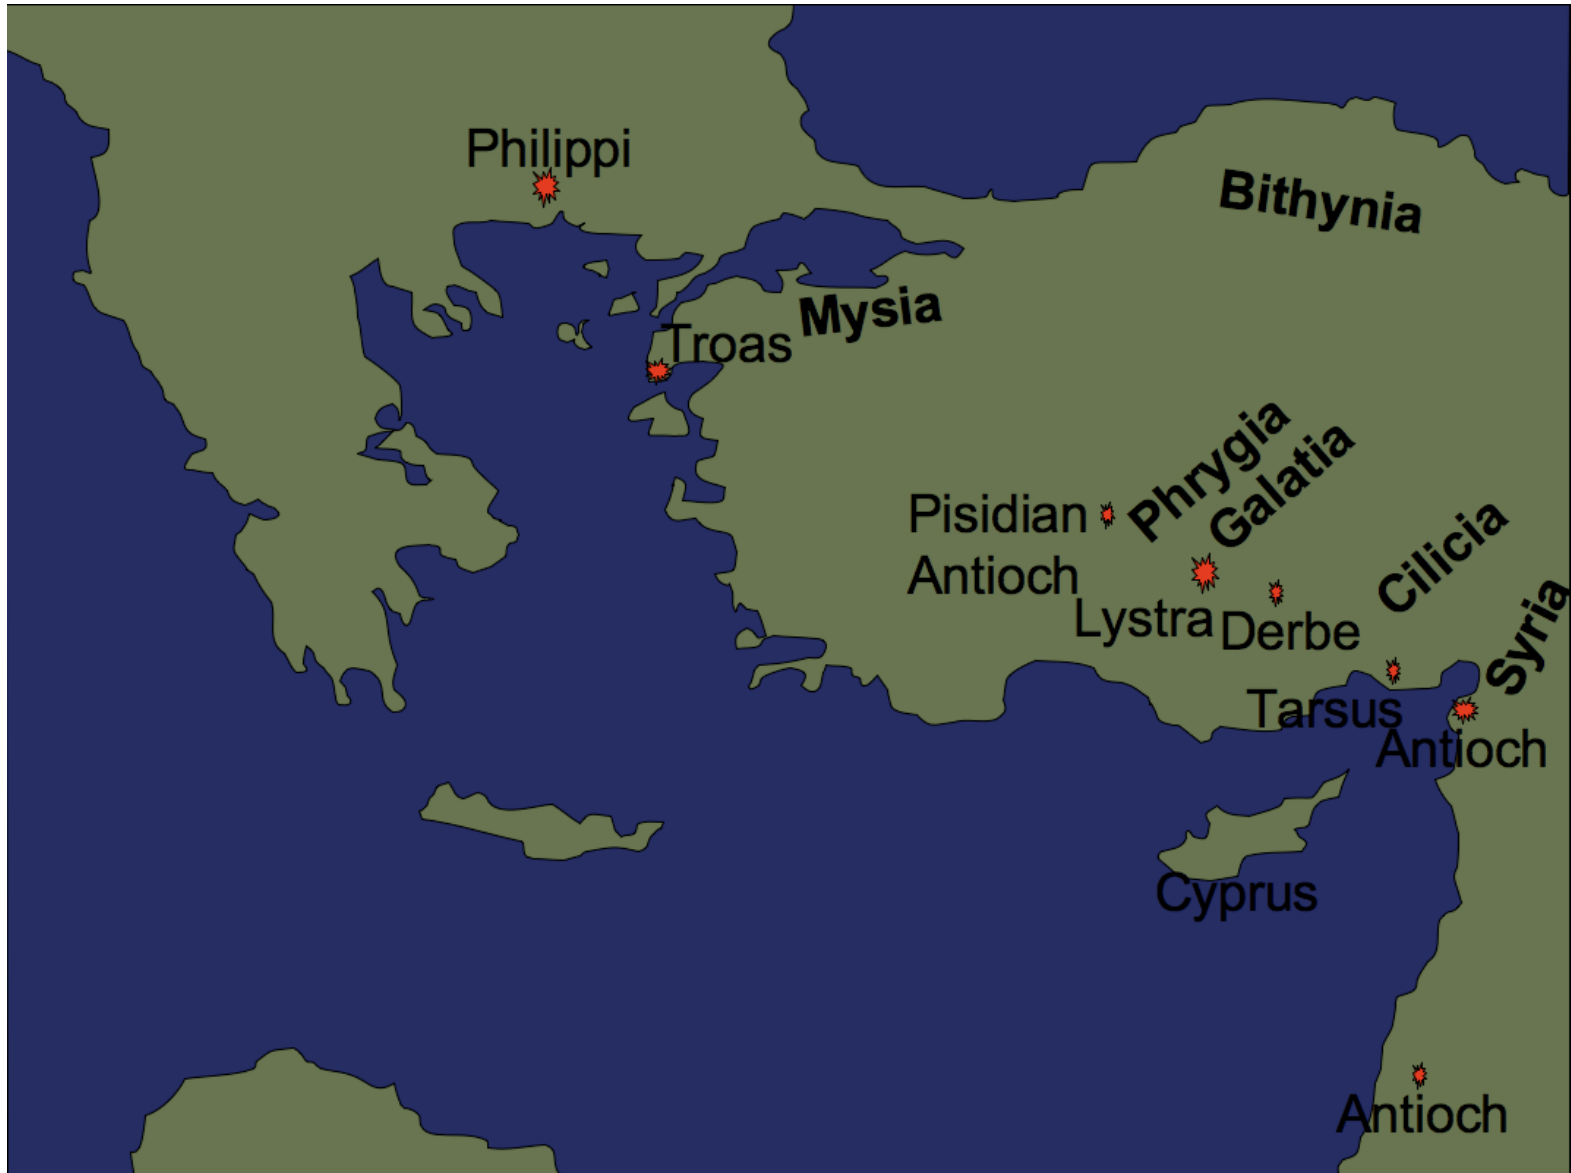 Philippi
Bithynia
Mysia
Troas
Phrygia
Galatia
Pisidian
Antioch
Cilicia
Lystra
Derbe
Syria
Tarsus
Antioch
Cyprus
Antioch